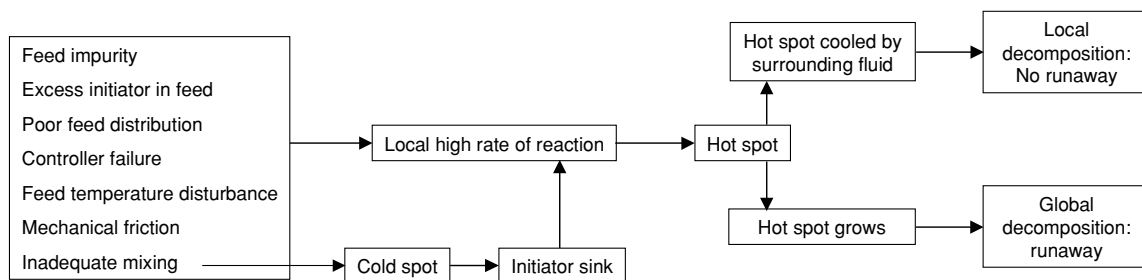 Feed impurity
Excess initiator in feed
Poor feed distribution
Controller failure
Feed temperature disturbance
Mechanical friction
Inadequate mixing
Cold spot
Initiator sink
Local high rate of reaction
Hot spot
Hot spot cooled by
surrounding fluid
Local
decomposition:
No runaway
Hot spot grows
Global
decomposition:
runaway